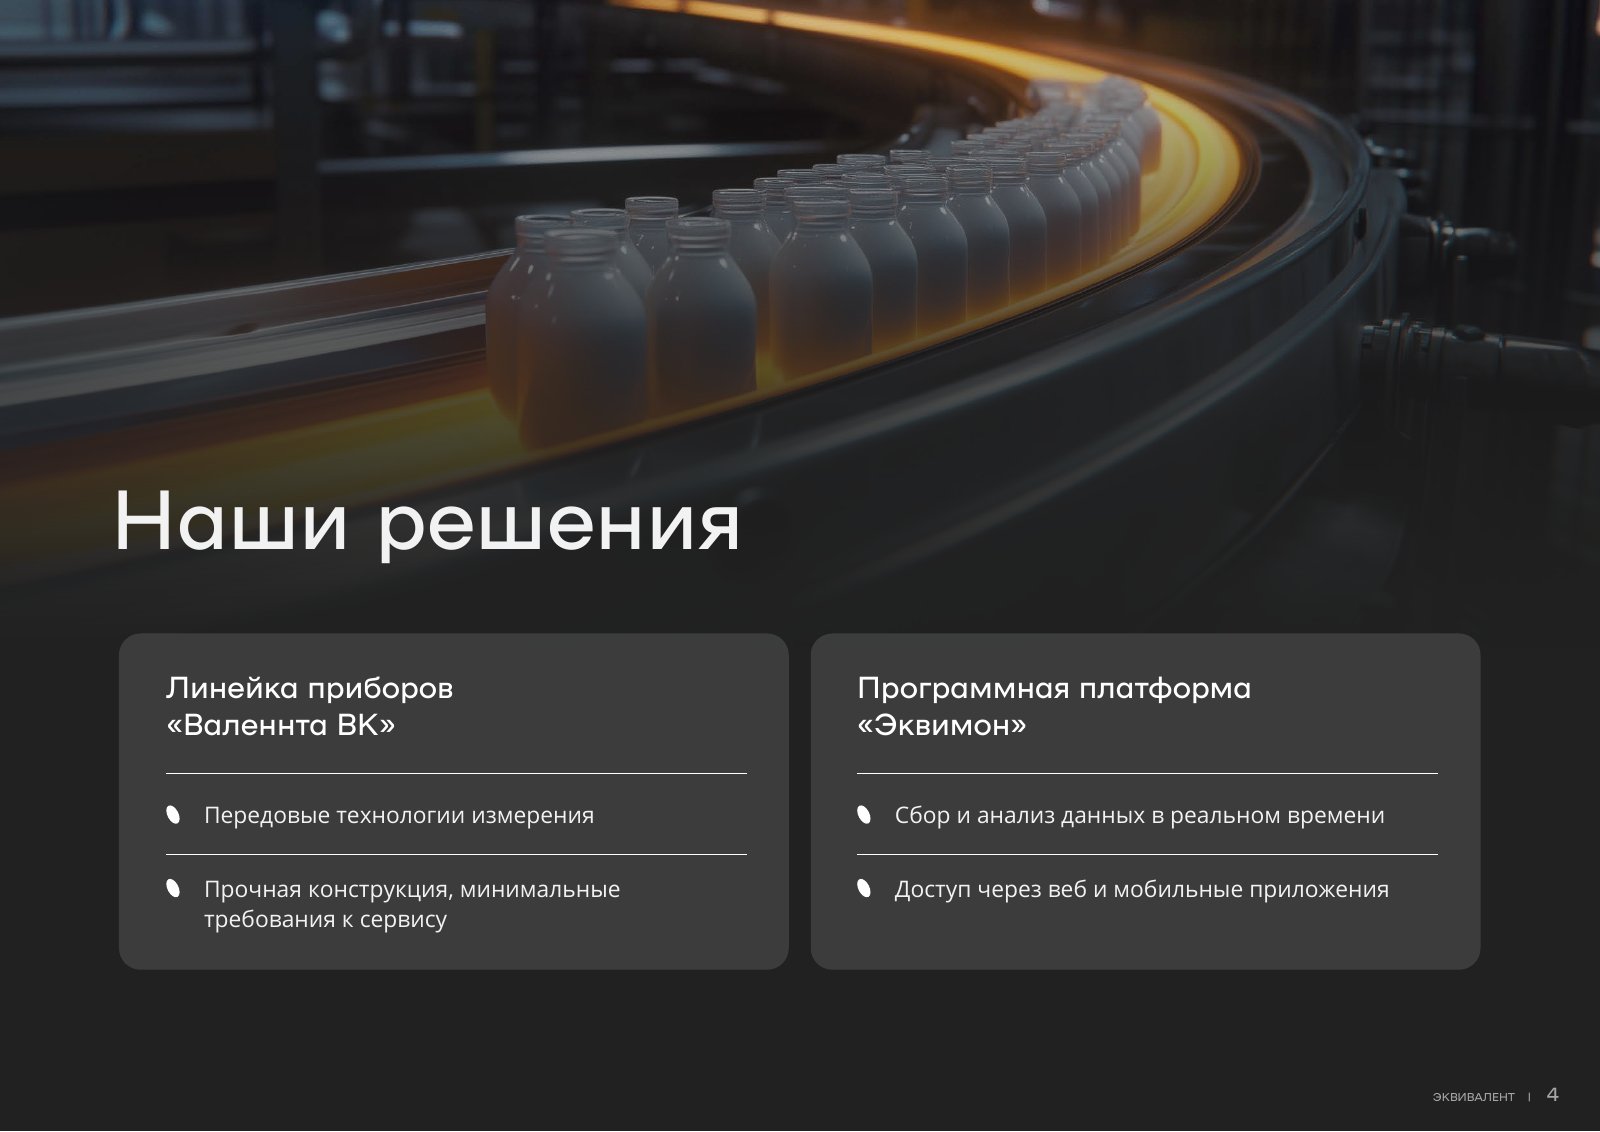 Наши решения
Линейка приборов
«Валеннта ВК»
Передовые технологии измерения
Прочная конструкция, минимальные
требования к сервису
Программная платформа
«Эквимон»
Сбор и анализ данных в реальном времени
Доступ через веб и мобильные приложения
ЭКВИВАЛЕНТ | 4